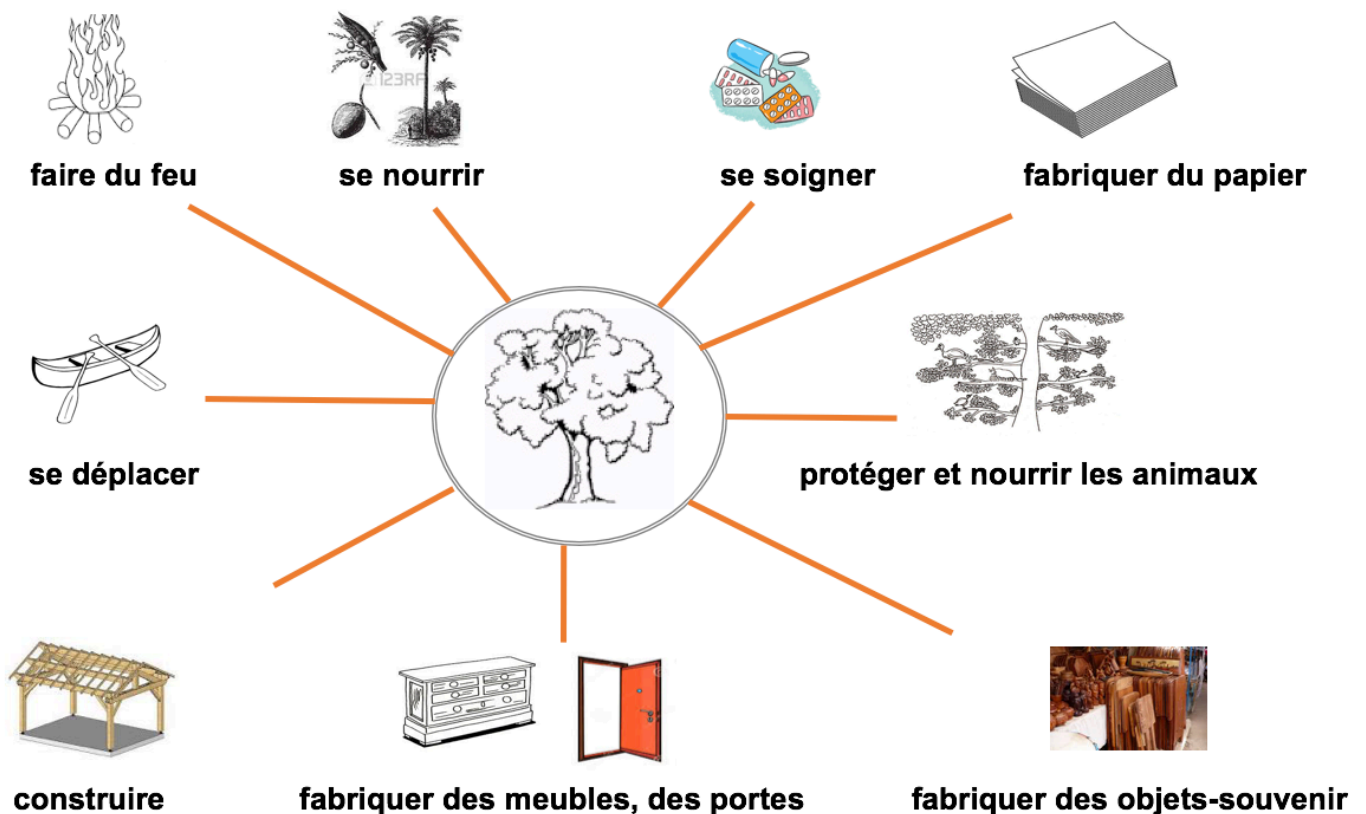 faire du feu
se nourrir
se soigner
fabriquer du papier
se déplacer
protéger et nourrir les animaux
construire
fabriquer des meubles, des portes
fabriquer des objets-souvenir